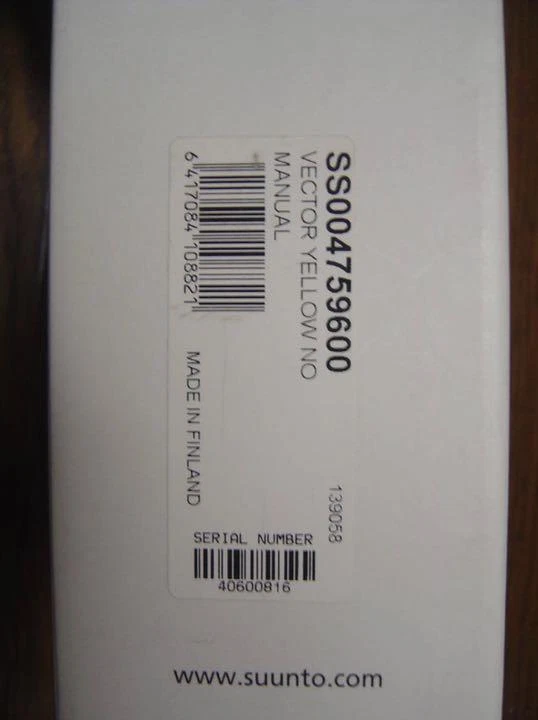 SS004759600
VECTOR YELLOW NO
MANUAL
6 417084 108821
MADE IN FINLAND
139058
SERIAL NUMBER
40600816
www.suunto.com